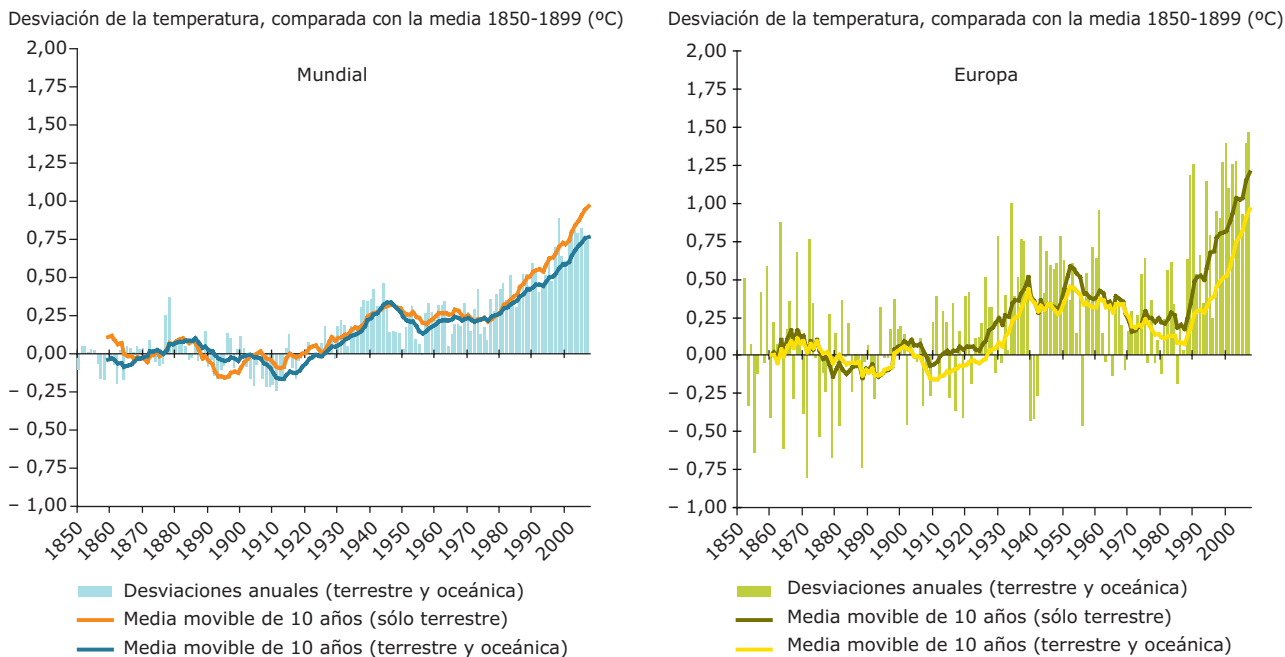 Desviación de la temperatura, comparada con la media 1850-1899 (ºC)
2,00
1,75
1,50
1,25
1,00
0,75
0,50
0,25
0,00
– 0,25
– 0,50
– 0,75
– 1,00
Mundial
1850 1860 1870 1880 1890 1900 1910 1920 1930 1940 1950 1960 1970 1980 1990 2000
Desviaciones anuales (terrestre y oceánica)
Media movible de 10 años (sólo terrestre)
Media movible de 10 años (terrestre y oceánica)
Desviación de la temperatura, comparada con la media 1850-1899 (ºC)
2,00
1,75
1,50
1,25
1,00
0,75
0,50
0,25
0,00
– 0,25
– 0,50
– 0,75
– 1,00
Europa
1850 1860 1870 1880 1890 1900 1910 1920 1930 1940 1950 1960 1970 1980 1990 2000
Desviaciones anuales (terrestre y oceánica)
Media movible de 10 años (sólo terrestre)
Media movible de 10 años (terrestre y oceánica)